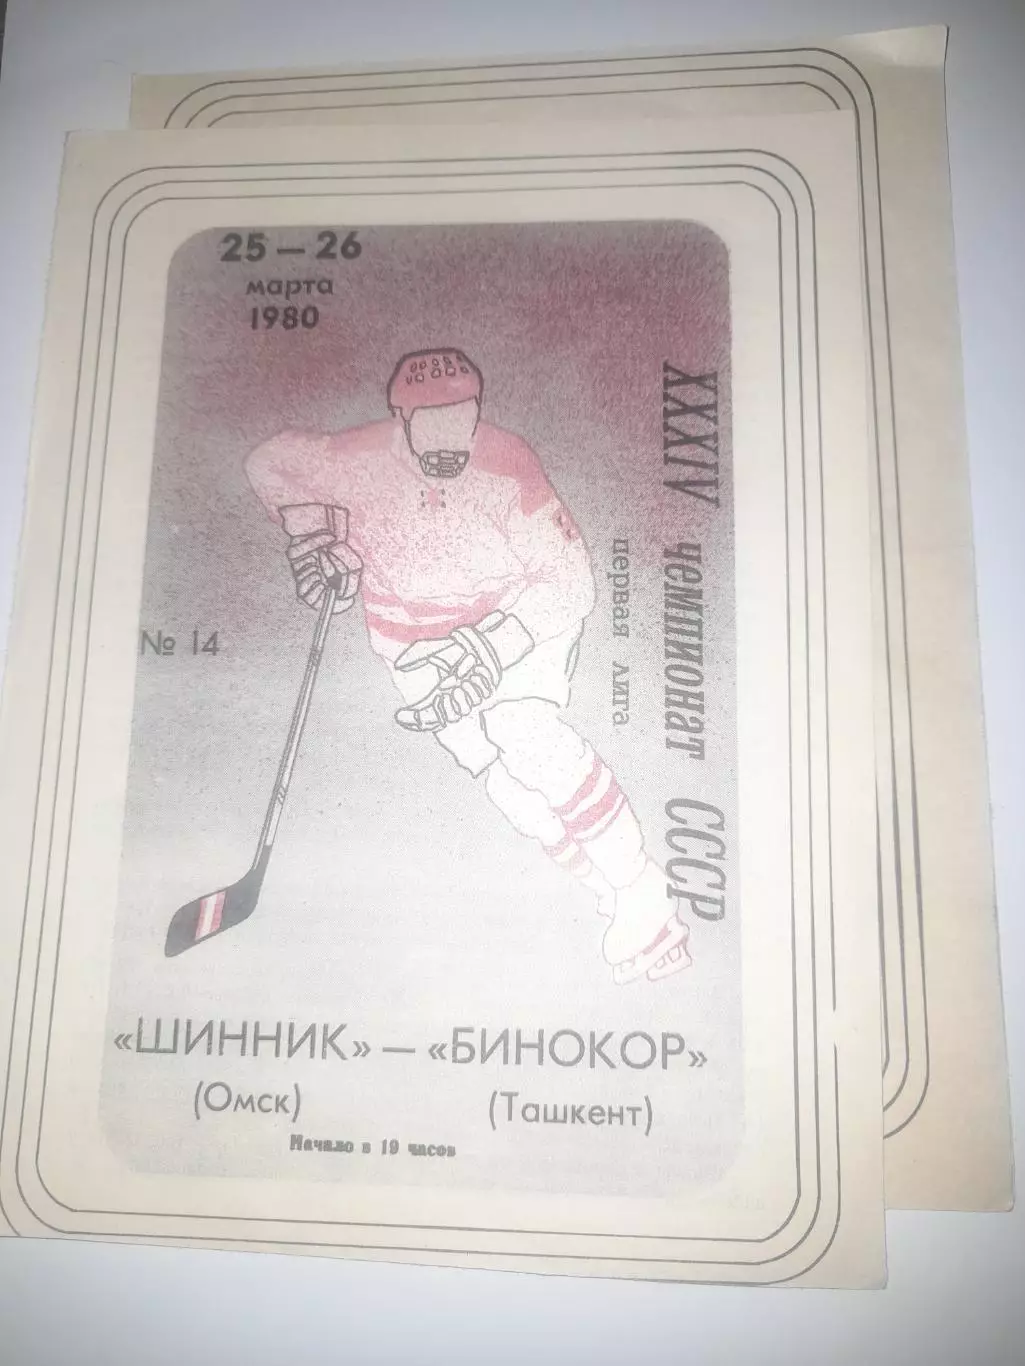 25 — 26
марта
1980
XXXIV чемпионат СССР
первая лига
№ 14
«ШИННИК» — «БИНОКОР»
(Омск) (Ташкент)
Начало в 19 часов